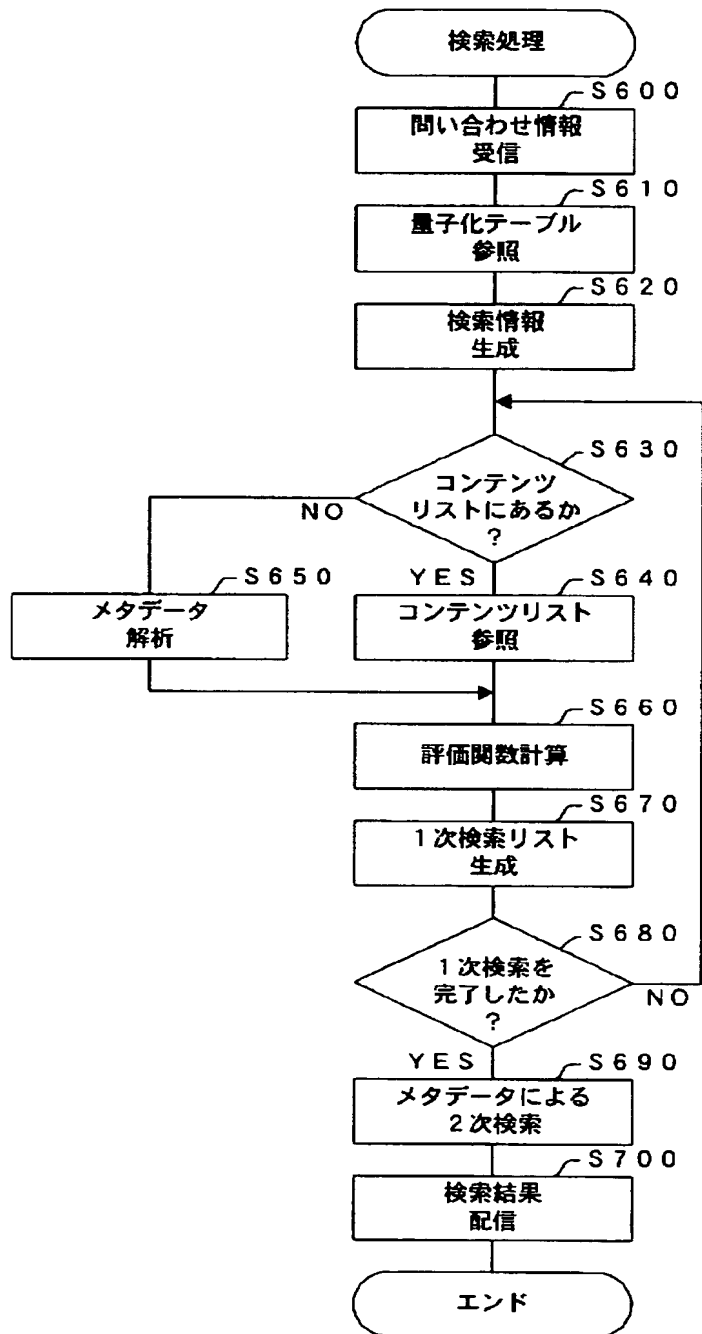 検索処理
S600
問い合わせ情報
受信
S610
量子化テーブル
参照
S620
検索情報
生成
S630
コンテンツ
リストにあるか
?
NO
YES
S650
メタデータ
解析
S640
コンテンツリスト
参照
S660
評価関数計算
S670
1次検索リスト
生成
S680
1次検索を
完了したか
?
NO
YES
S690
メタデータによる
2次検索
S700
検索結果
配信
エンド